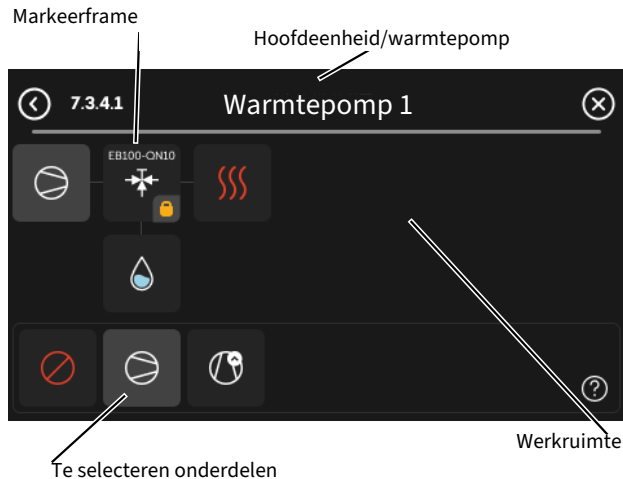 Markeerframe
Hoofdeenheid/warmtepomp
7.3.4.1
Warmtepomp 1
EB100-QN10
Werkruimte
Te selecteren onderdelen